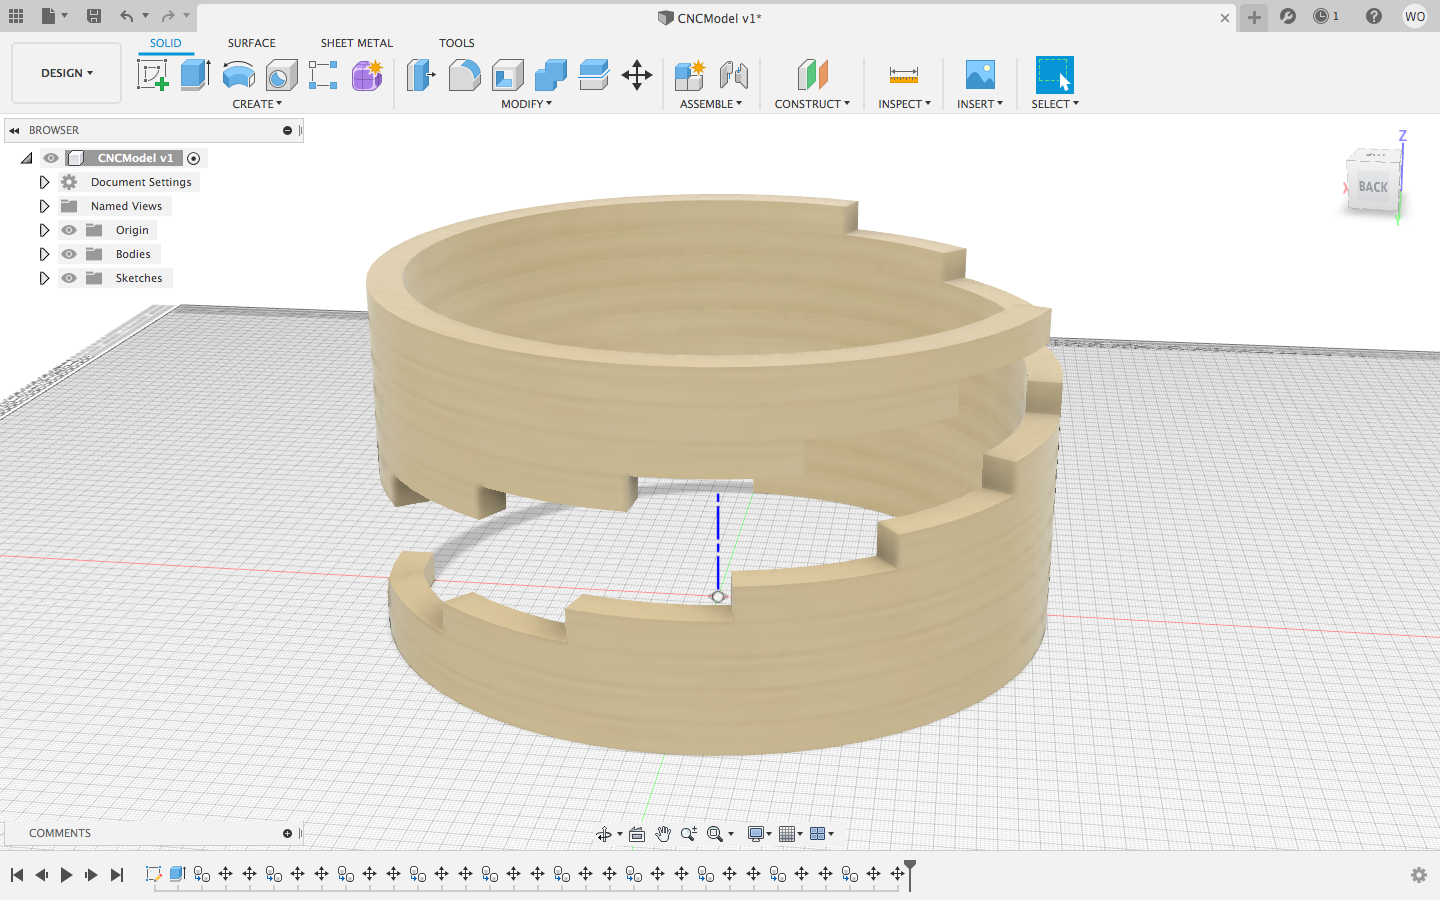 CNCModel v1*
1
WO
SOLID SURFACE SHEET METAL TOOLS
DESIGN
CREATE MODIFY ASSEMBLE CONSTRUCT INSPECT INSERT SELECT
BROWSER
CNCModel v1
Document Settings
Named Views
Origin
Bodies
Sketches
Z
BACK
X
Y
COMMENTS